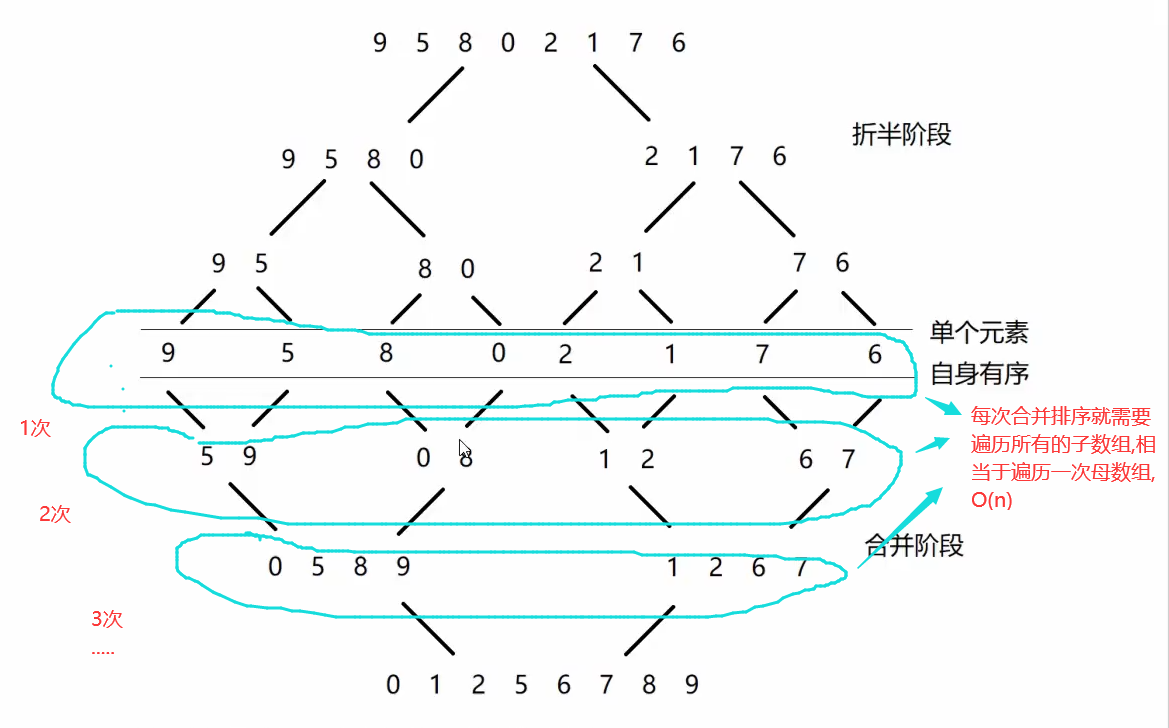 9 5 8 0 2 1 7 6
折半阶段
9 5 8 0 2 1 7 6
9 5 8 0 2 1 7 6
单个元素
9 5 8 0 2 1 7 6
自身有序
1次
每次合并排序就需要
遍历所有的子数组,相
当于遍历一次母数组,
O(n)
5 9 0 8 1 2 6 7
2次
合并阶段
0 5 8 9 1 2 6 7
3次
.....
0 1 2 5 6 7 8 9